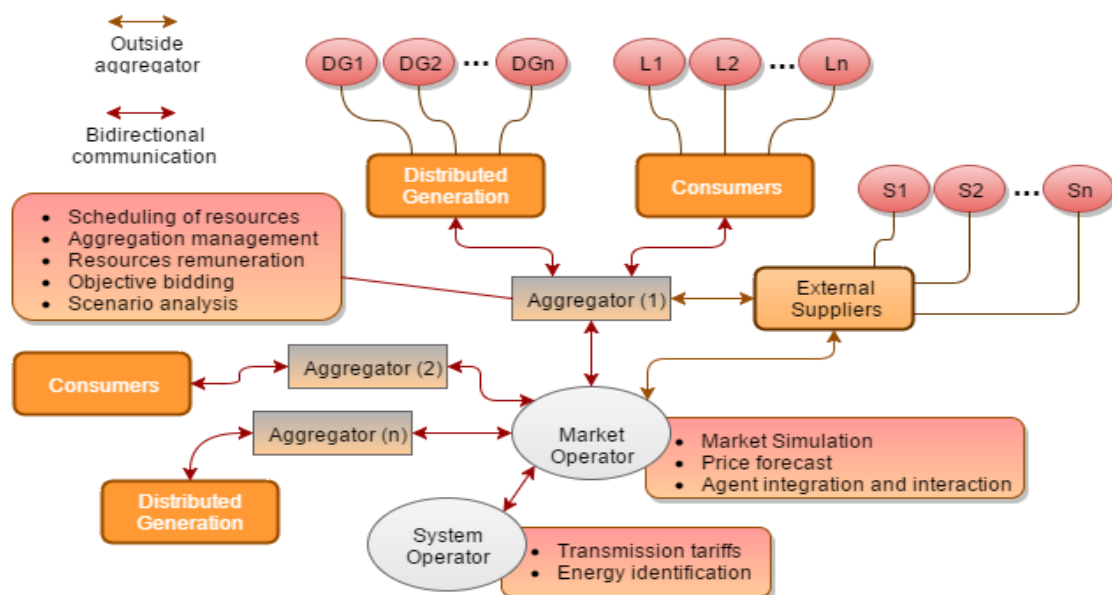 Outside
aggregator
Bidirectional
communication
DG1 DG2 ... DGn
L1 L2 ... Ln
Distributed
Generation
Consumers
S1 S2 ... Sn
• Scheduling of resources
• Aggregation management
• Resources remuneration
• Objective bidding
• Scenario analysis
Aggregator (1)
External
Suppliers
Consumers
Aggregator (2)
Aggregator (n)
Distributed
Generation
Market
Operator
• Market Simulation
• Price forecast
• Agent integration and interaction
System
Operator
• Transmission tariffs
• Energy identification